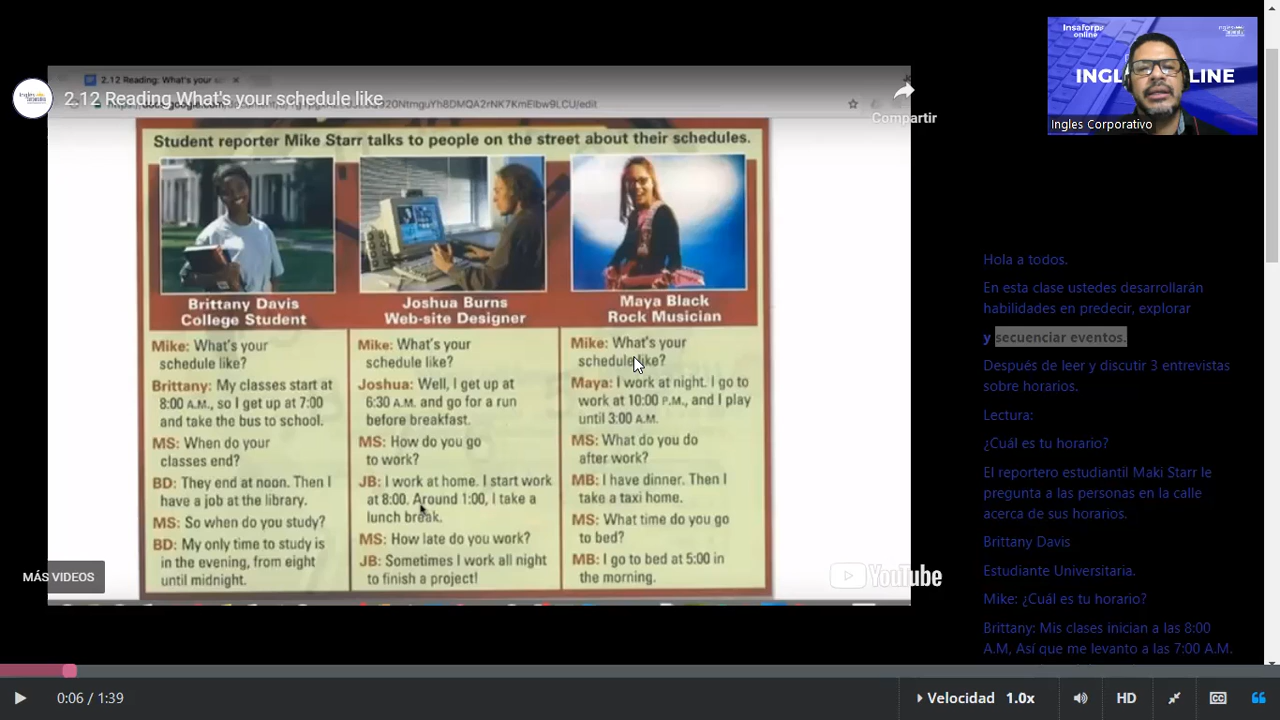 2.12 Reading: What's your
2.12 Reading What's your schedule like
Compartir
Student reporter Mike Starr talks to people on the street about their schedules.
Brittany Davis
College Student
Mike: What's your
schedule like?
Brittany: My classes start at
8:00 A.M., so I get up at 7:00
and take the bus to school.
MS: When do your
classes end?
BD: They end at noon. Then I
have a job at the library.
MS: So when do you study?
BD: My only time to study is
in the evening, from eight
until midnight.
Joshua Burns
Web-site Designer
Mike: What's your
schedule like?
Joshua: Well, I get up at
6:30 A.M. and go for a run
before breakfast.
MS: How do you go
to work?
JB: I work at home. I start work
at 8:00. Around 1:00, I take a
lunch break.
MS: How late do you work?
JB: Sometimes I work all night
to finish a project!
Maya Black
Rock Musician
Mike: What's your
schedule like?
Maya: I work at night. I go to
work at 10:00 P.M., and I play
until 3:00 A.M.
MS: What do you do
after work?
MB: I have dinner. Then I
take a taxi home.
MS: What time do you go
to bed?
MB: I go to bed at 5:00 in
the morning.
MÁS VIDEOS
YouTube
Insaforp
online
INGL LINE
Ingles Corporativo
Hola a todos.
En esta clase ustedes desarrollarán
habilidades en predecir, explorar
y secuenciar eventos.
Después de leer y discutir 3 entrevistas
sobre horarios.
Lectura:
¿Cuál es tu horario?
El reportero estudiantil Maki Starr le
pregunta a las personas en la calle
acerca de sus horarios.
Brittany Davis
Estudiante Universitaria.
Mike: ¿Cuál es tu horario?
Brittany: Mis clases inician a las 8:00
A.M, Así que me levanto a las 7:00 A.M.
0:06 / 1:39
Velocidad 1.0x
HD
CC